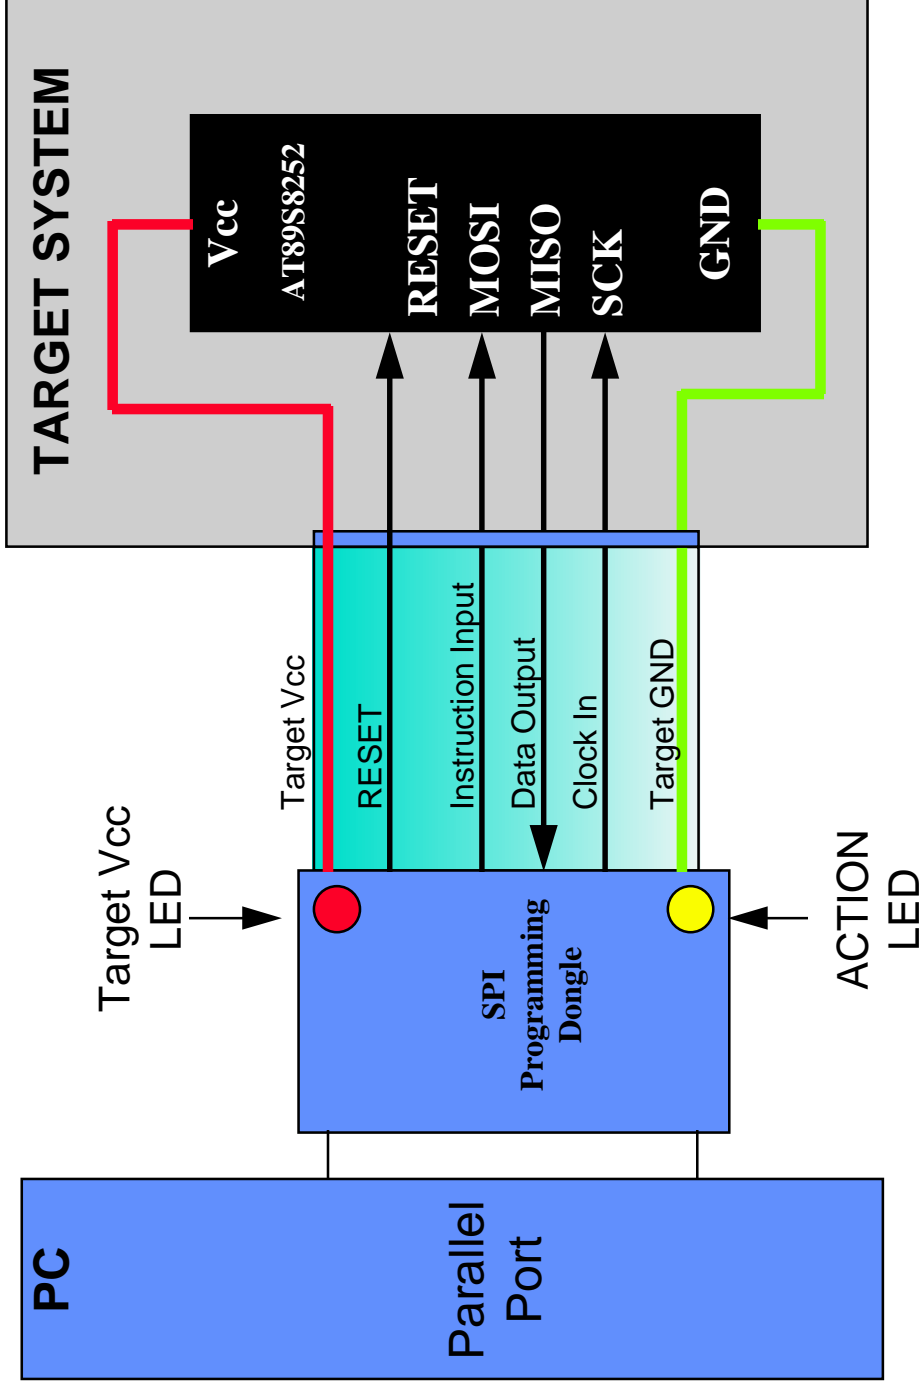 PC
Parallel
Port
Target Vcc
LED
SPI
Programming
Dongle
ACTION
LED
Target Vcc
RESET
Instruction Input
Data Output
Clock In
Target GND
TARGET SYSTEM
Vcc
AT89S8252
RESET
MOSI
MISO
SCK
GND